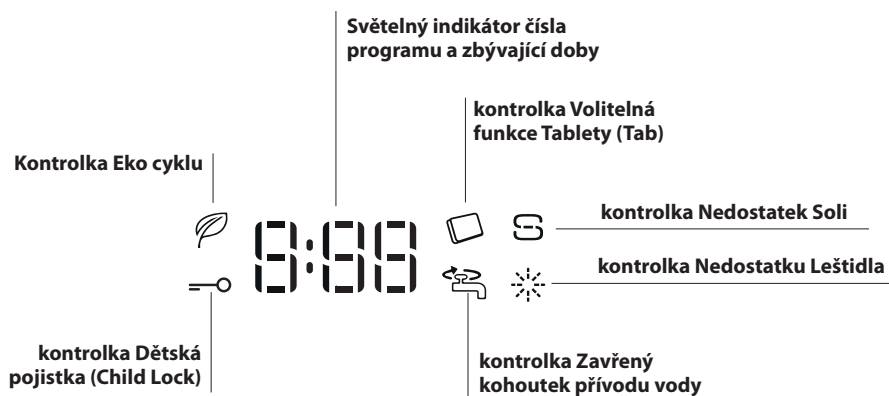 Světelný indikátor čísla
programu a zbývající doby
kontrolka Volitelná
funkce Tablety (Tab)
Kontrolka Eko cyklu
kontrolka Nedostatek Soli
kontrolka Nedostatku Leštidla
kontrolka Dětská
pojistka (Child Lock)
kontrolka Zavřený
kohoutek přívodu vody